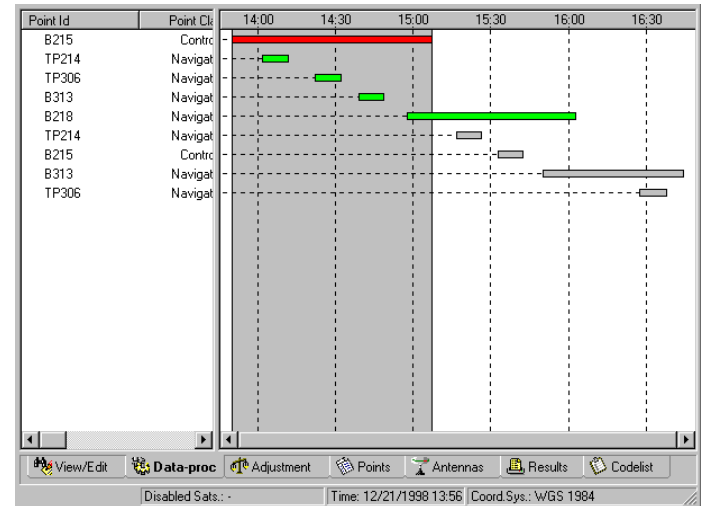 Point Id Point Cla 14:00 14:30 15:00 15:30 16:00 16:30
B215 Contro
TP214 Navigat
TP306 Navigat
B313 Navigat
B218 Navigat
TP214 Navigat
B215 Contro
B313 Navigat
TP306 Navigat
View/Edit Data-proc Adjustment Points Antennas Results Codelist
Disabled Sats.: - Time: 12/21/1998 13:56 Coord.Sys.: WGS 1984